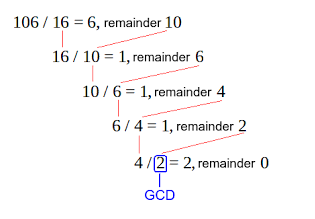 106 / 16 = 6, remainder 10
16 / 10 = 1, remainder 6
10 / 6 = 1, remainder 4
6 / 4 = 1, remainder 2
4 / 2 = 2, remainder 0
GCD